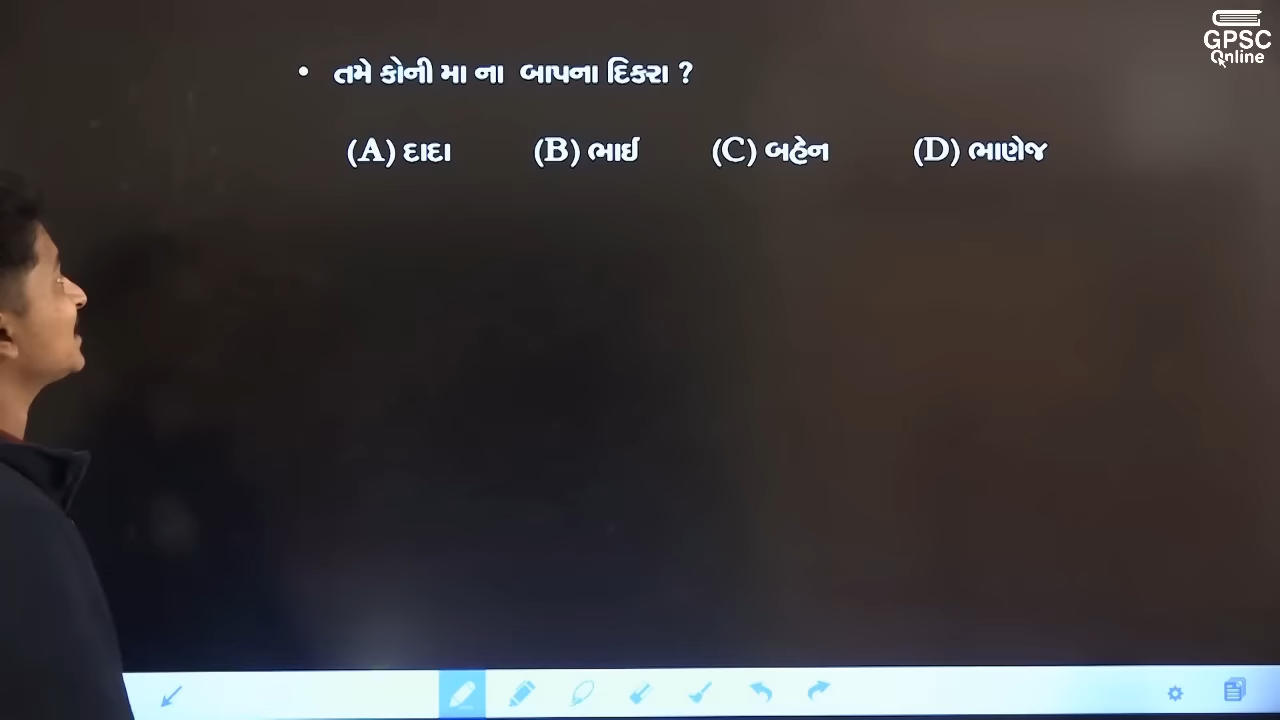 GPSC
Online
• તમે કોની મા ના બાપના દિકરા ?
(A) દાદા (B) ભાઈ (C) બહેન (D) ભાણેજ